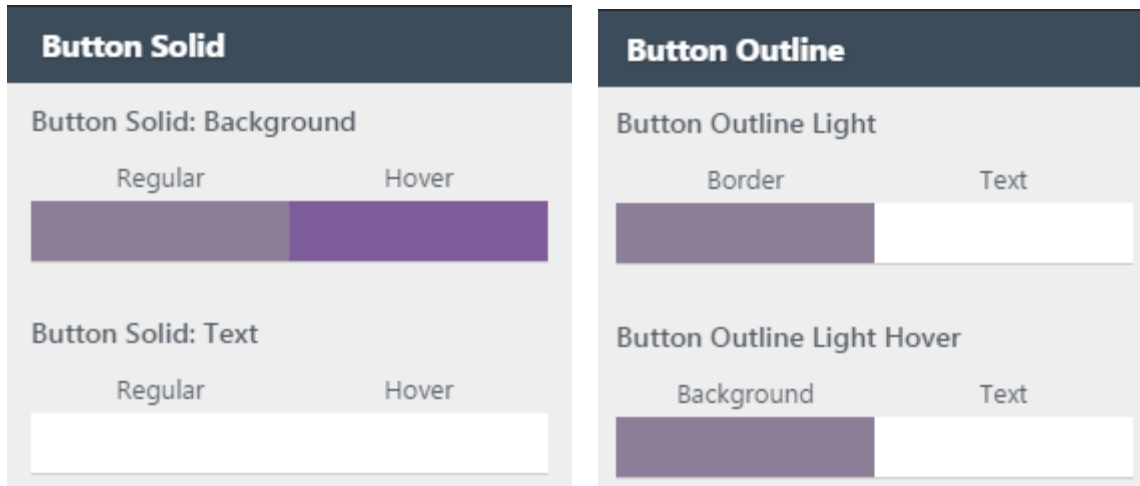 Button Solid
Button Solid: Background
Regular Hover
Button Solid: Text
Regular Hover
Button Outline
Button Outline Light
Border Text
Button Outline Light Hover
Background Text